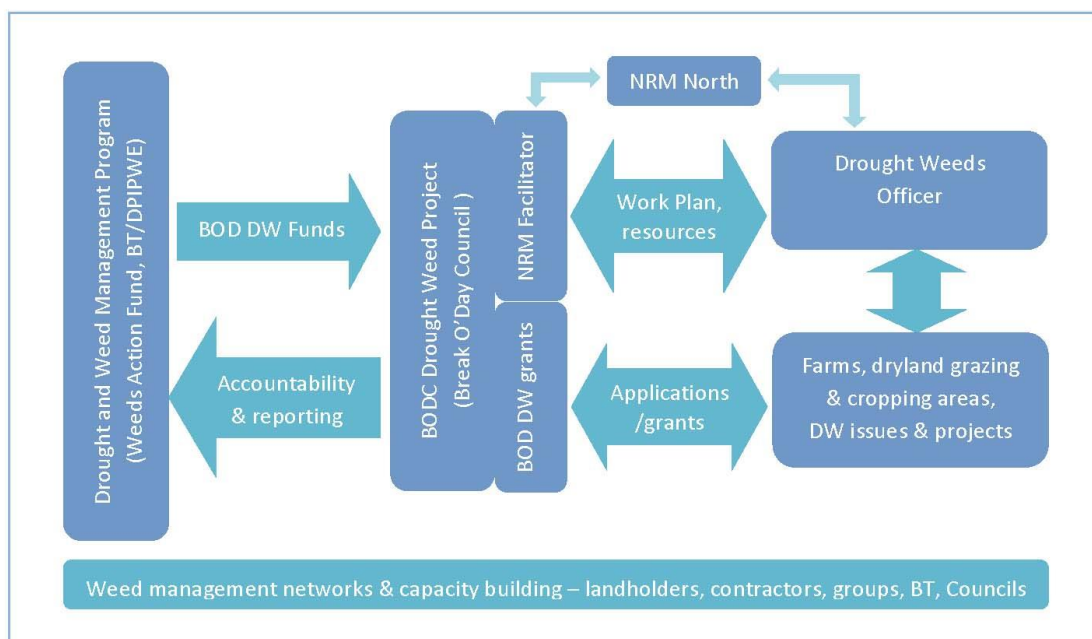 Drought and Weed Management Program
(Weeds Action Fund, BT/DPIPWE)
BOD DW Funds
Accountability
& reporting
BODC Drought Weed Project
(Break O’Day Council )
NRM Facilitator
BOD DW grants
NRM North
Work Plan,
resources
Applications
/grants
Drought Weeds
Officer
Farms, dryland grazing
& cropping areas,
DW issues & projects
Weed management networks & capacity building – landholders, contractors, groups, BT, Councils